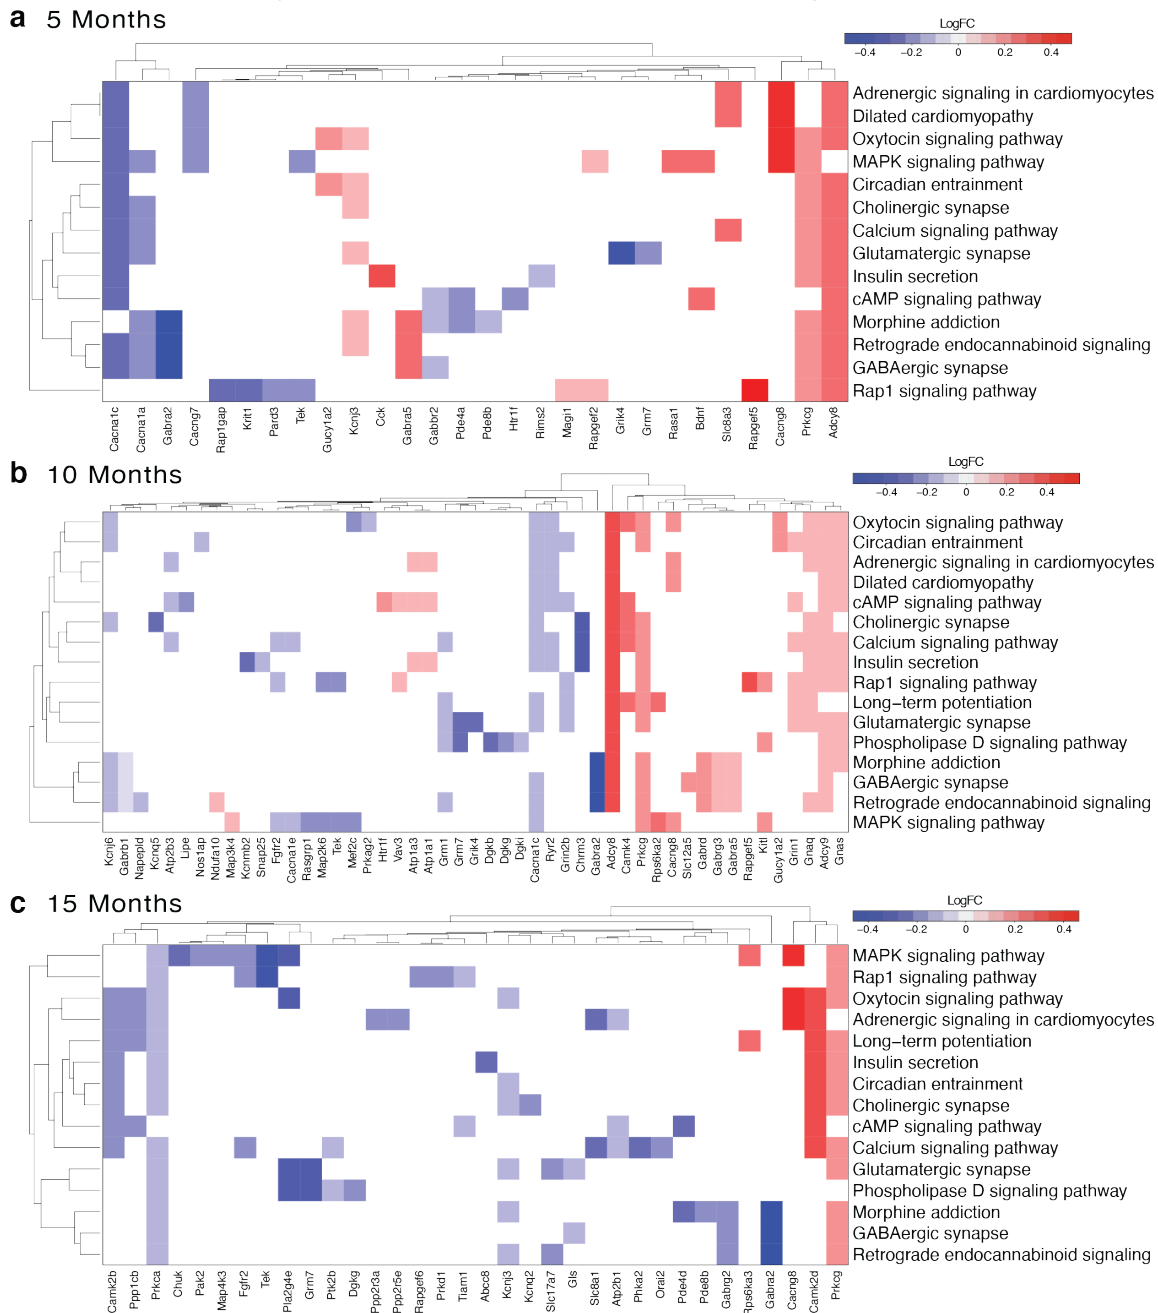 a 5 Months
LogFC
−0.4 −0.2 0 0.2 0.4
Adrenergic signaling in cardiomyocytes
Dilated cardiomyopathy
Oxytocin signaling pathway
MAPK signaling pathway
Circadian entrainment
Cholinergic synapse
Calcium signaling pathway
Glutamatergic synapse
Insulin secretion
cAMP signaling pathway
Morphine addiction
Retrograde endocannabinoid signaling
GABAergic synapse
Rap1 signaling pathway
Cacna1c Cacna1a Gabra2 Cacng7 Rap1gap Krit1 Pard3 Tek Gucy1a2 Kcnj3 Cck Gabra5 Gabbr2 Pde4a Pde8b Htr1f Rims2 Magi1 Rapgef2 Grik4 Grm7 Rasa1 Bdnf Slc8a3 Rapgef5 Cacng8 Prkcg Adcy8
b 10 Months
LogFC
−0.4 −0.2 0 0.2 0.4
Oxytocin signaling pathway
Circadian entrainment
Adrenergic signaling in cardiomyocytes
Dilated cardiomyopathy
cAMP signaling pathway
Cholinergic synapse
Calcium signaling pathway
Insulin secretion
Rap1 signaling pathway
Long−term potentiation
Glutamatergic synapse
Phospholipase D signaling pathway
Morphine addiction
GABAergic synapse
Retrograde endocannabinoid signaling
MAPK signaling pathway
Kcnj6 Gabrb1 Napepld Kcnq5 Atp2b3 Lipe Nos1ap Ndufa10 Map3k4 Kcnmb2 Snap25 Fgfr2 Cacna1e Rasgrp1 Map2k6 Tek Mef2c Prkag2 Htr1f Vav3 Atp1a3 Atp1a1 Grm1 Grm7 Grik4 Dgkb Dgkg Dgki Cacna1c Ryr2 Grin2b Chrm3 Gabra2 Adcy8 Camk4 Prkcg Rps6ka2 Cacng8 Slc12a5 Gabrd Gabrg3 Gabra5 Rapgef5 Kitl Gucy1a2 Grin1 Gnaq Adcy9 Gnas
c 15 Months
LogFC
−0.4 −0.2 0 0.2 0.4
MAPK signaling pathway
Rap1 signaling pathway
Oxytocin signaling pathway
Adrenergic signaling in cardiomyocytes
Long−term potentiation
Insulin secretion
Circadian entrainment
Cholinergic synapse
cAMP signaling pathway
Calcium signaling pathway
Glutamatergic synapse
Phospholipase D signaling pathway
Morphine addiction
GABAergic synapse
Retrograde endocannabinoid signaling
Camk2b Ppp1cb Prkca Chuk Pak2 Map4k3 Fgfr2 Tek Pla2g4e Grm7 Ptk2b Dgkg Ppp2r3a Ppp2r5e Rapgef6 Prkd1 Tiam1 Abcc8 Kcnj3 Kcnq2 Slc17a7 Gls Slc8a1 Atp2b1 Phka2 Orai2 Pde4d Pde8b Gabrg2 Rps6ka3 Gabra2 Cacng8 Camk2d Prkcg